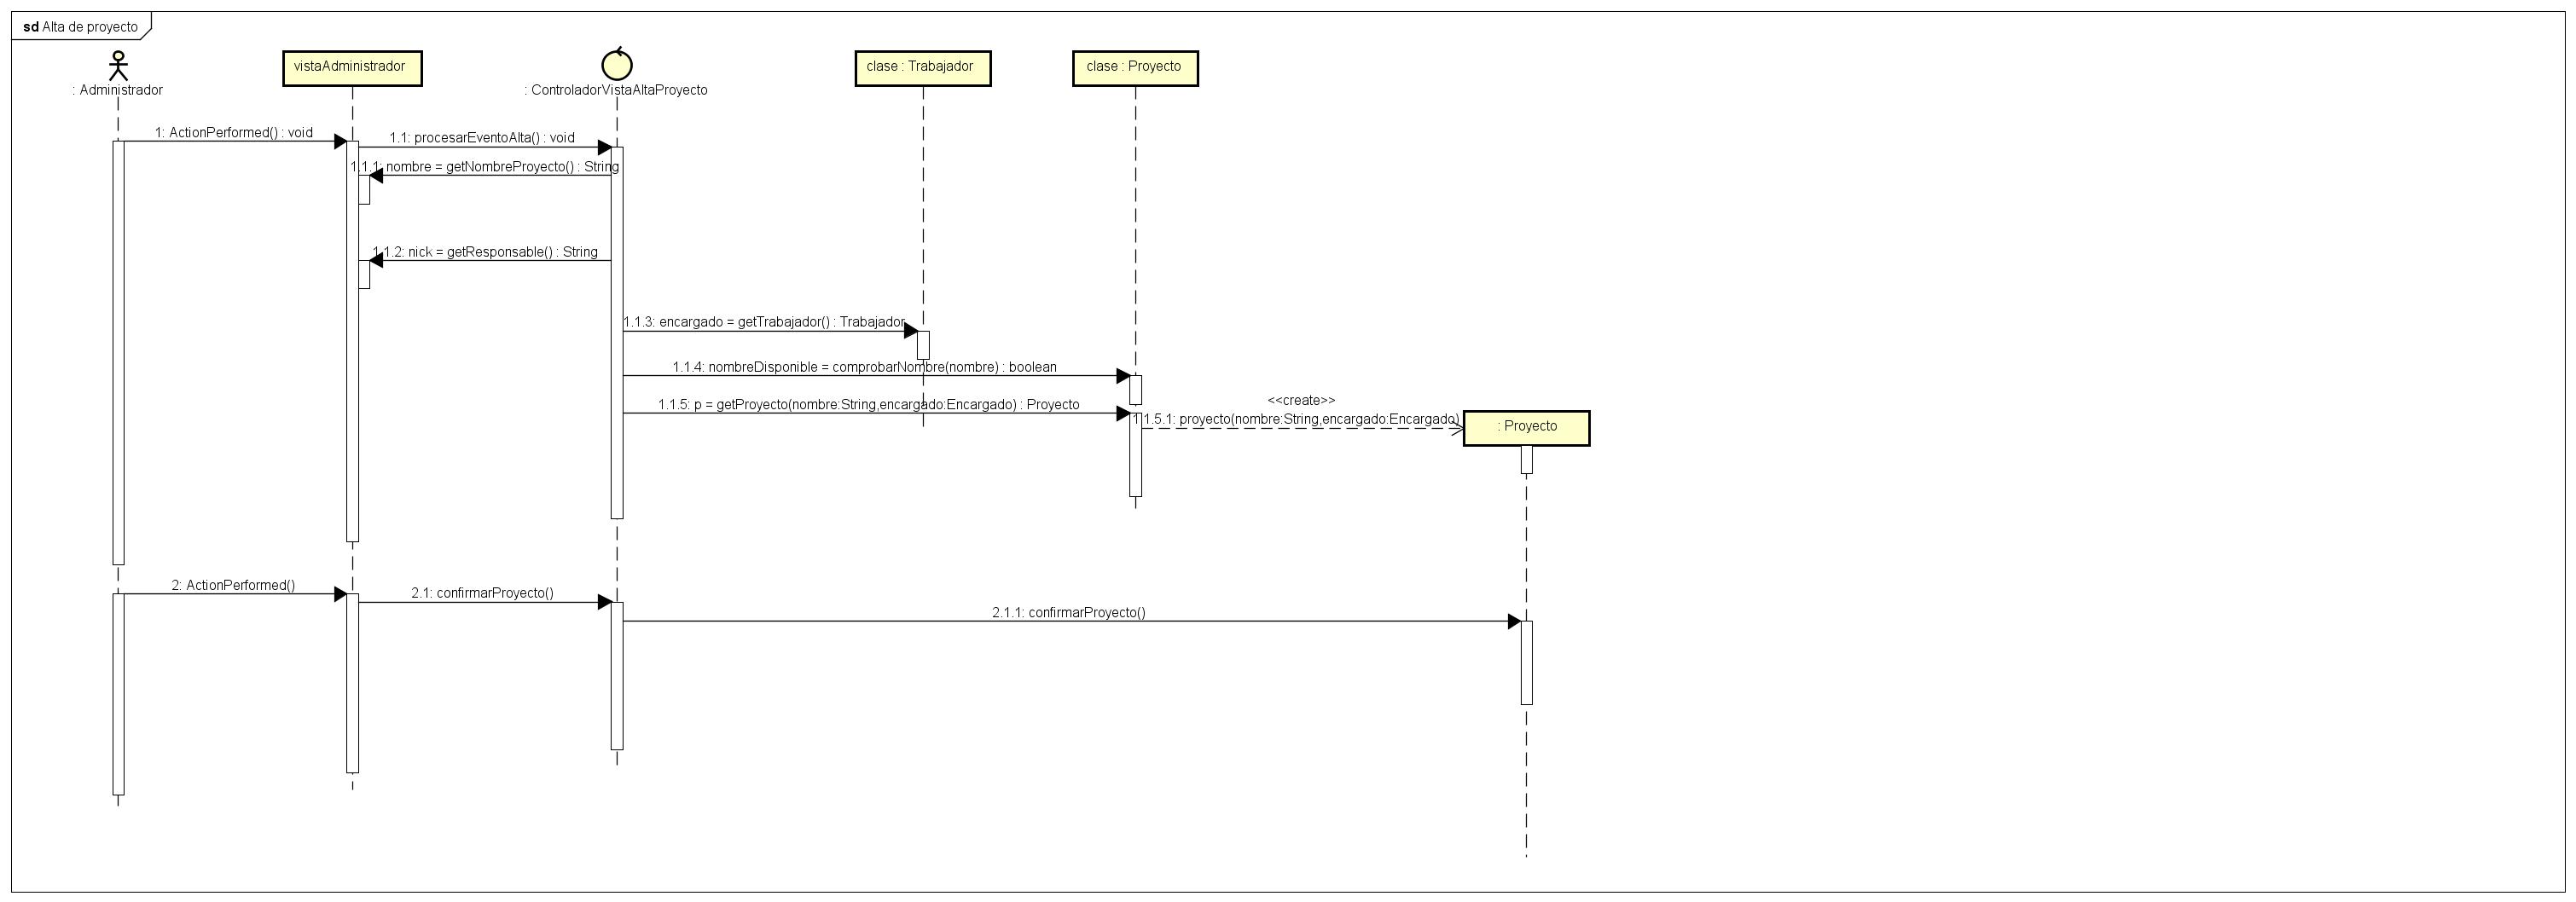 sd Alta de proyecto
vistaAdministrador
clase : Trabajador
clase : Proyecto
: Administrador
: ControladorVistaAltaProyecto
1: ActionPerformed() : void
1.1: procesarEventoAlta() : void
1.1.1: nombre = getNombreProyecto() : String
1.1.2: nick = getResponsable() : String
1.1.3: encargado = getTrabajador() : Trabajador
1.1.4: nombreDisponible = comprobarNombre(nombre) : boolean
1.1.5: p = getProyecto(nombre:String,encargado:Encargado) : Proyecto
<<create>>
1.1.5.1: proyecto(nombre:String,encargado:Encargado)
: Proyecto
2: ActionPerformed()
2.1: confirmarProyecto()
2.1.1: confirmarProyecto()